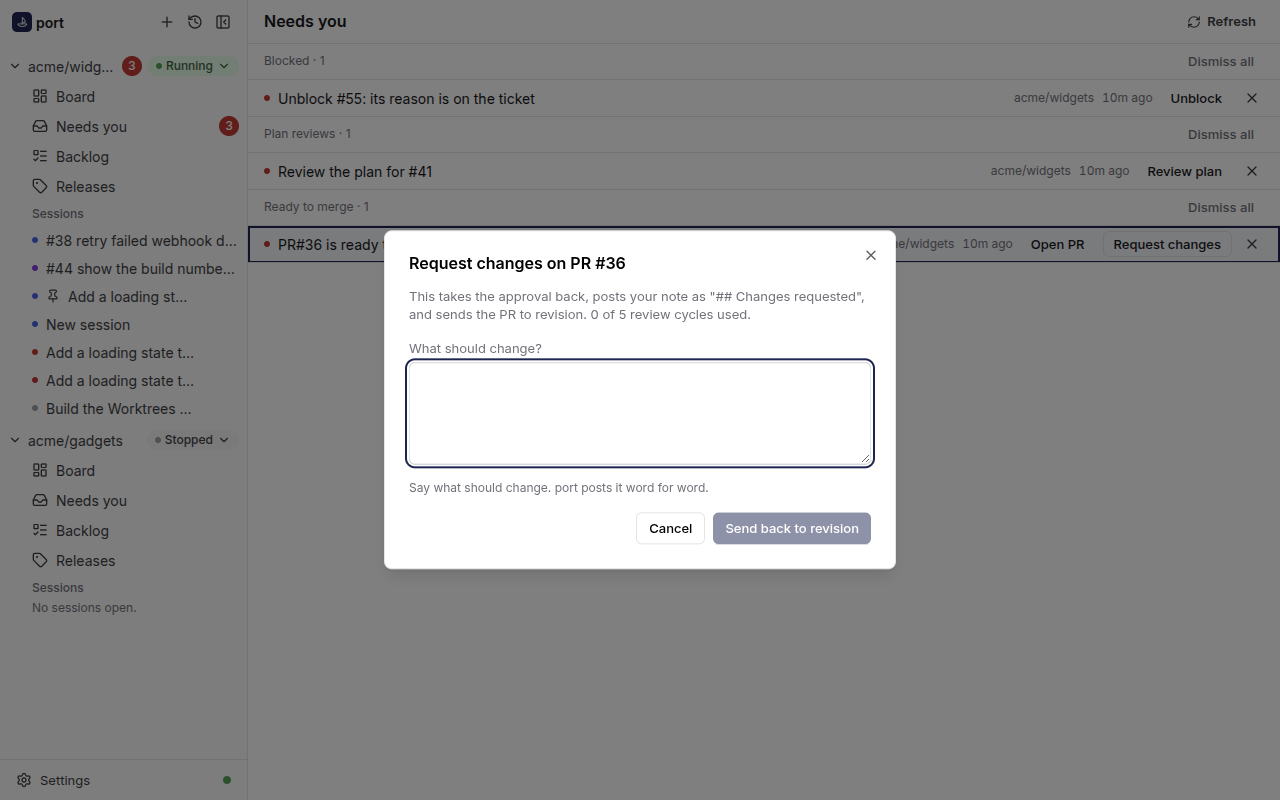 port
acme/widg... 3 Running
Board
Needs you 3
Backlog
Releases
Sessions
#38 retry failed webhook d...
#44 show the build numbe...
Add a loading st...
New session
Add a loading state t...
Add a loading state t...
Build the Worktrees ...
acme/gadgets Stopped
Board
Needs you
Backlog
Releases
Sessions
No sessions open.
Settings
Needs you Refresh
Blocked · 1 Dismiss all
Unblock #55: its reason is on the ticket acme/widgets 10m ago Unblock
Plan reviews · 1 Dismiss all
Review the plan for #41 acme/widgets 10m ago Review plan
Ready to merge · 1 Dismiss all
PR#36 is ready 10m ago Open PR Request changes
Request changes on PR #36
This takes the approval back, posts your note as "## Changes requested",
and sends the PR to revision. 0 of 5 review cycles used.
What should change?
Say what should change. port posts it word for word.
Cancel Send back to revision